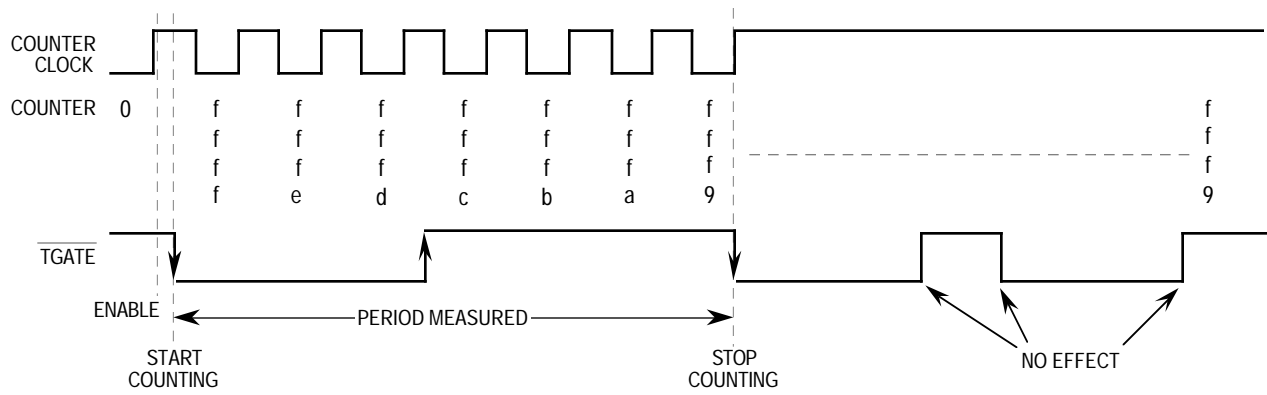 COUNTER
CLOCK
COUNTER 0 f f f f f f f f
f f f f f f f f
f f f f f f f f
f e d c b a 9 9
TGATE
ENABLE
PERIOD MEASURED
START
COUNTING
STOP
COUNTING
NO EFFECT